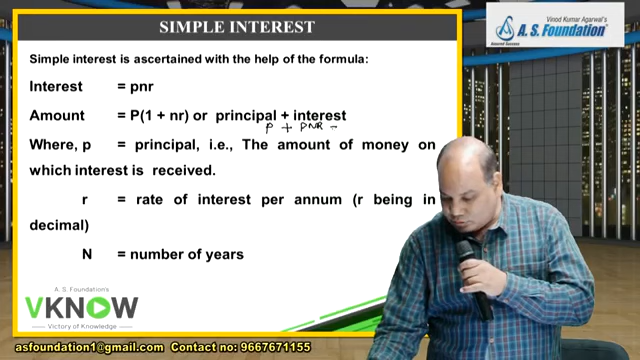 SIMPLE INTEREST
Vinod Kumar Agarwal's
A. S. Foundation®
Assured Success
Simple interest is ascertained with the help of the formula:
Interest = pnr
Amount = P(1 + nr) or principal + interest
P + PNR =
Where, p = principal, i.e., The amount of money on
which interest is received.
r = rate of interest per annum (r being in
decimal)
N = number of years
A. S. Foundation's
VKNOW
- Victory of Knowledge -
asfoundation1@gmail.com Contact no: 9667671155